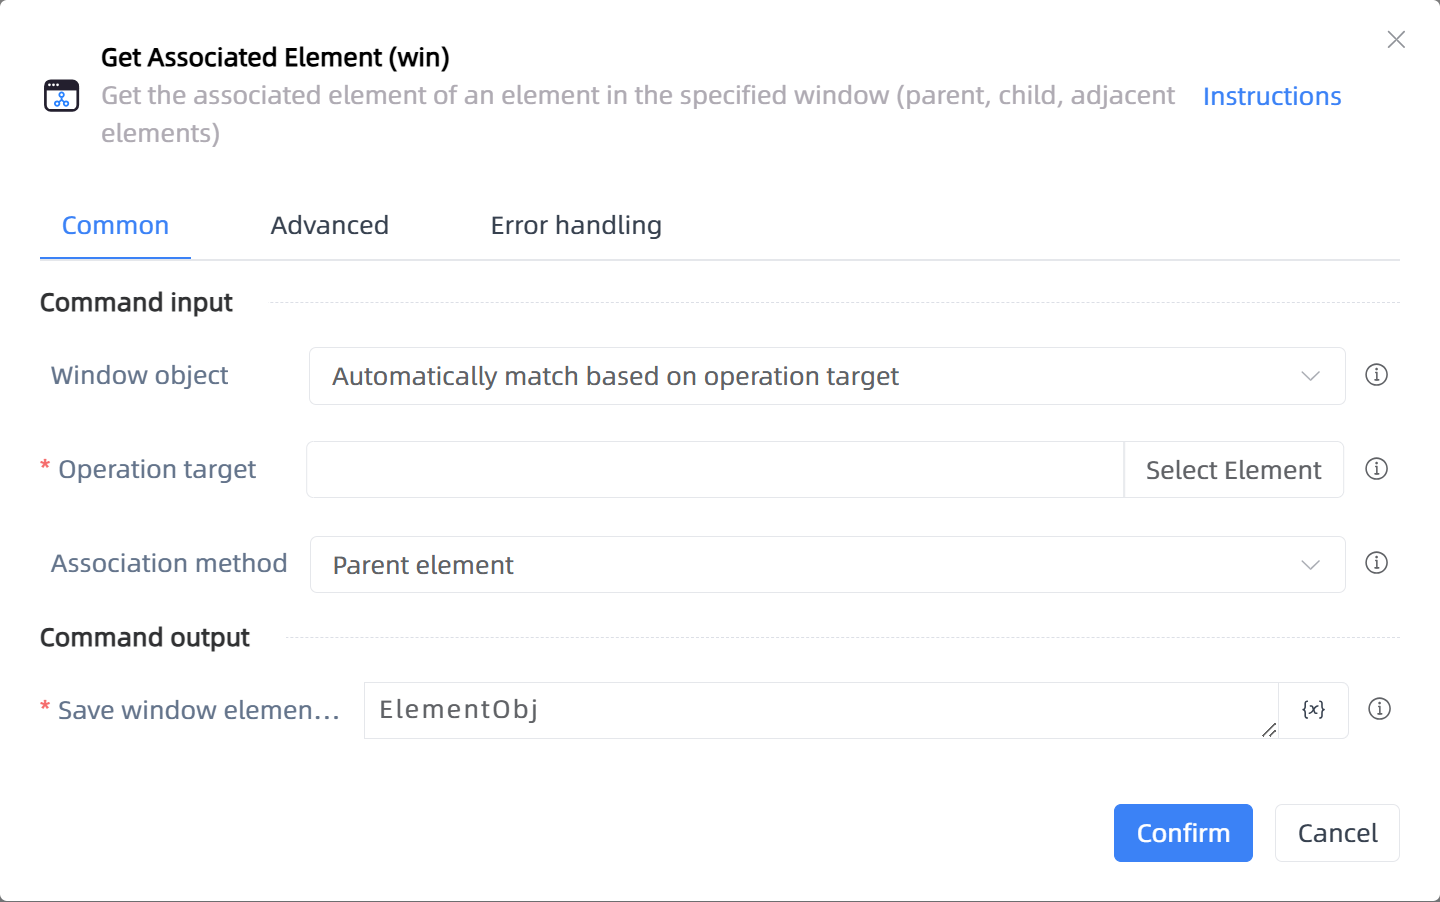 Get Associated Element (win)
Get the associated element of an element in the specified window (parent, child, adjacent
elements)
Instructions
Common
Advanced
Error handling
Command input
Window object
Automatically match based on operation target
* Operation target
Select Element
Association method
Parent element
Command output
* Save window elemen...
ElementObj
{x}
Confirm
Cancel